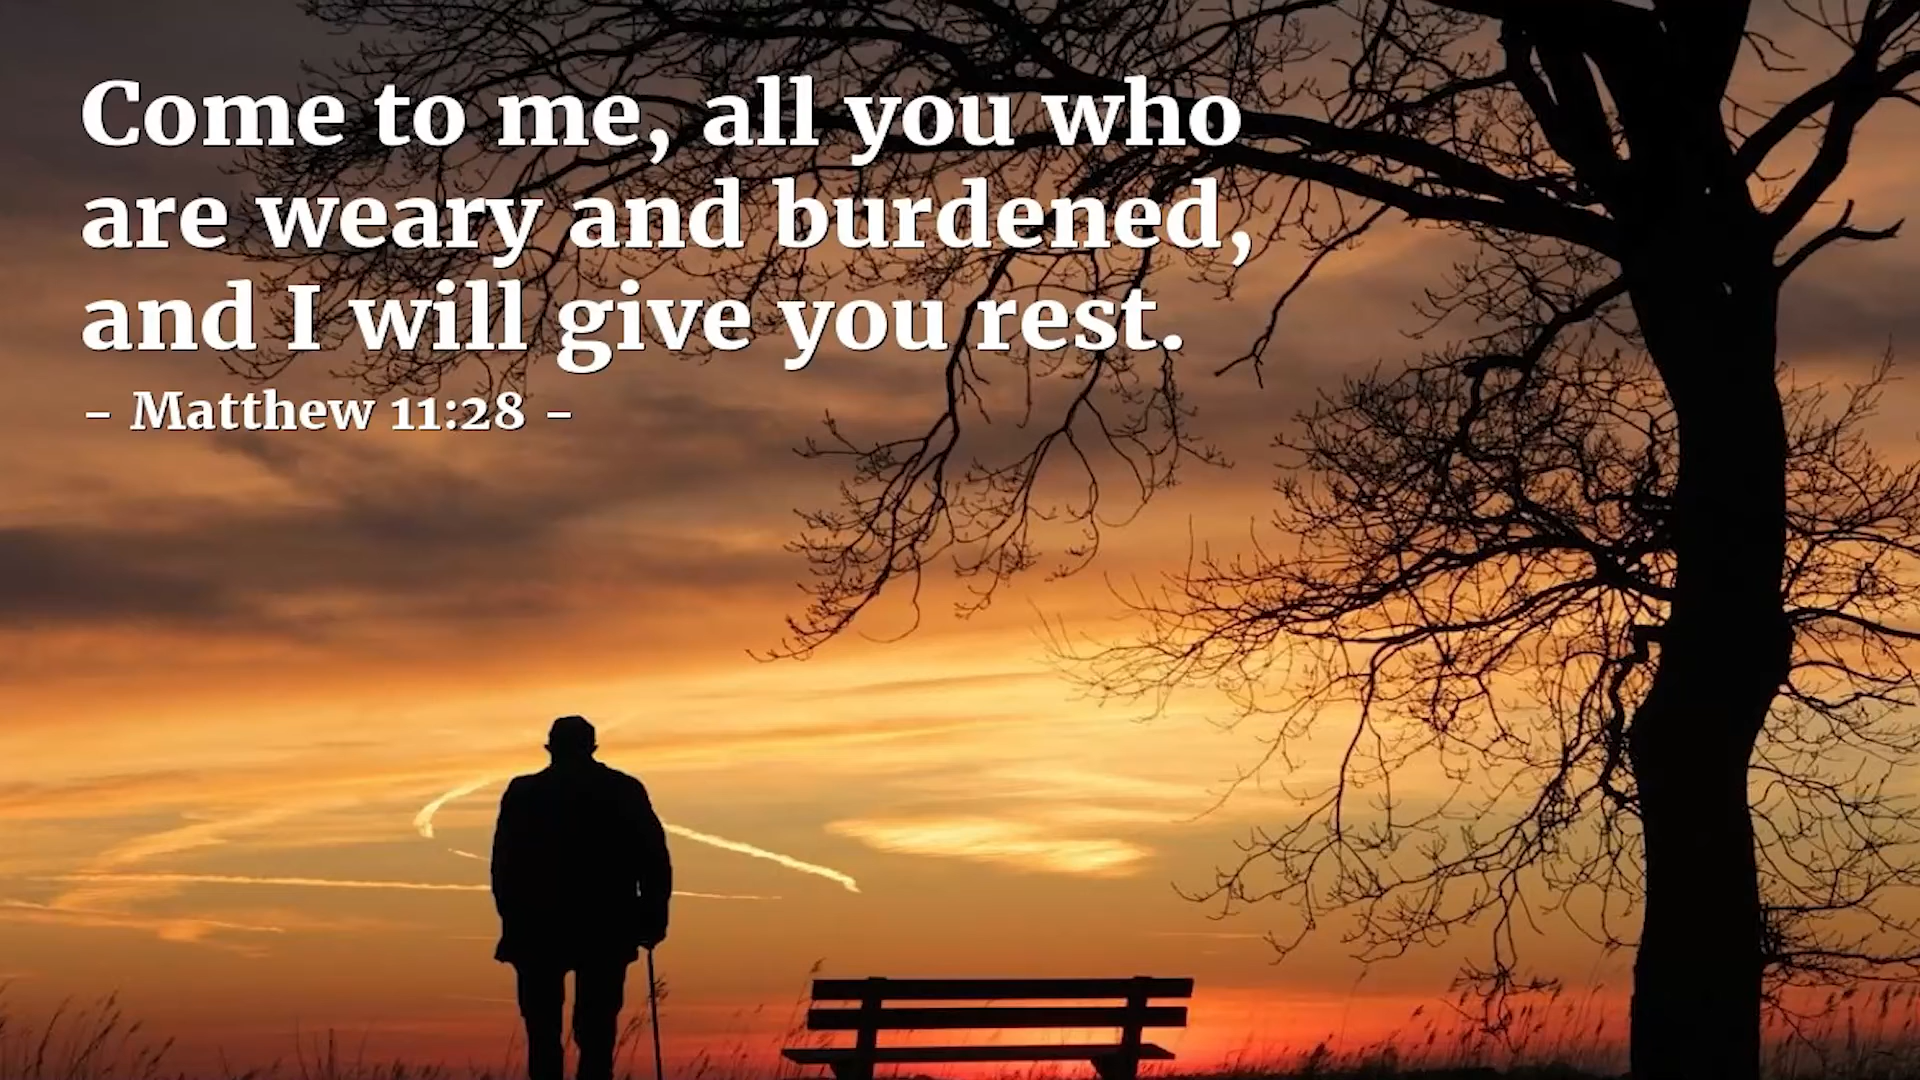 Come to me, all you who
are weary and burdened,
and I will give you rest.
- Matthew 11:28 -